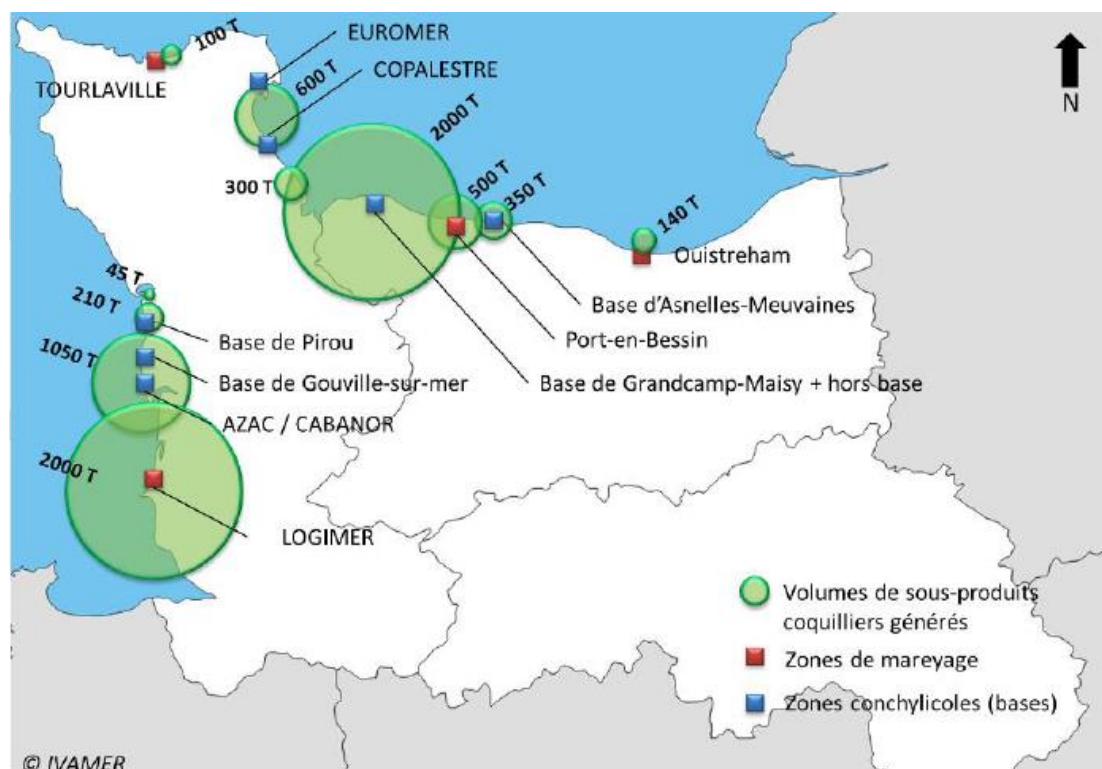 100 T
TOURLAVILLE
EUROMER
COPALESTRE
600 T
2000 T
300 T
500 T
350 T
140 T
Ouistreham
N
45 T
210 T
1050 T
2000 T
Base de Pirou
Base de Gouville-sur-mer
AZAC / CABANOR
LOGIMER
Base d'Asnelles-Meuvaines
Port-en-Bessin
Base de Grandcamp-Maisy + hors base
Volumes de sous-produits
coquilliers générés
Zones de mareyage
Zones conchylicoles (bases)
© IVAMER